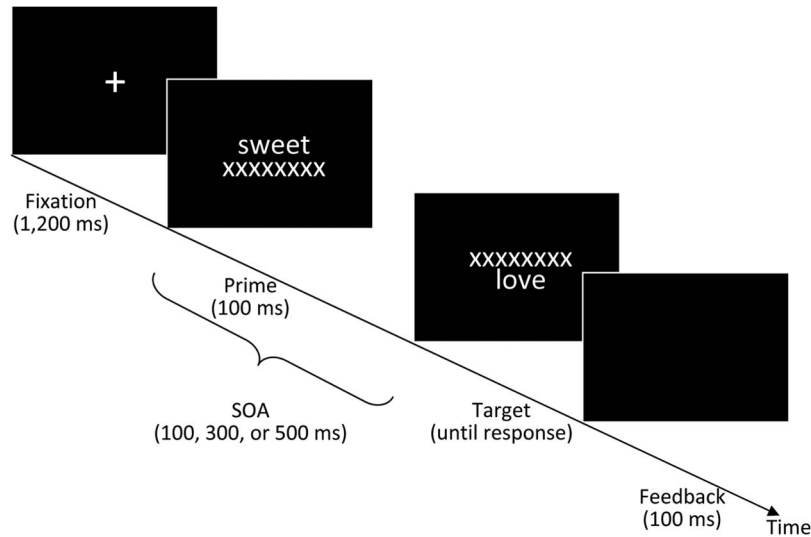 +
sweet
xxxxxxxx
Fixation
(1,200 ms)
xxxxxxxx
love
Prime
(100 ms)
SOA
(100, 300, or 500 ms)
Target
(until response)
Feedback
(100 ms)
Time